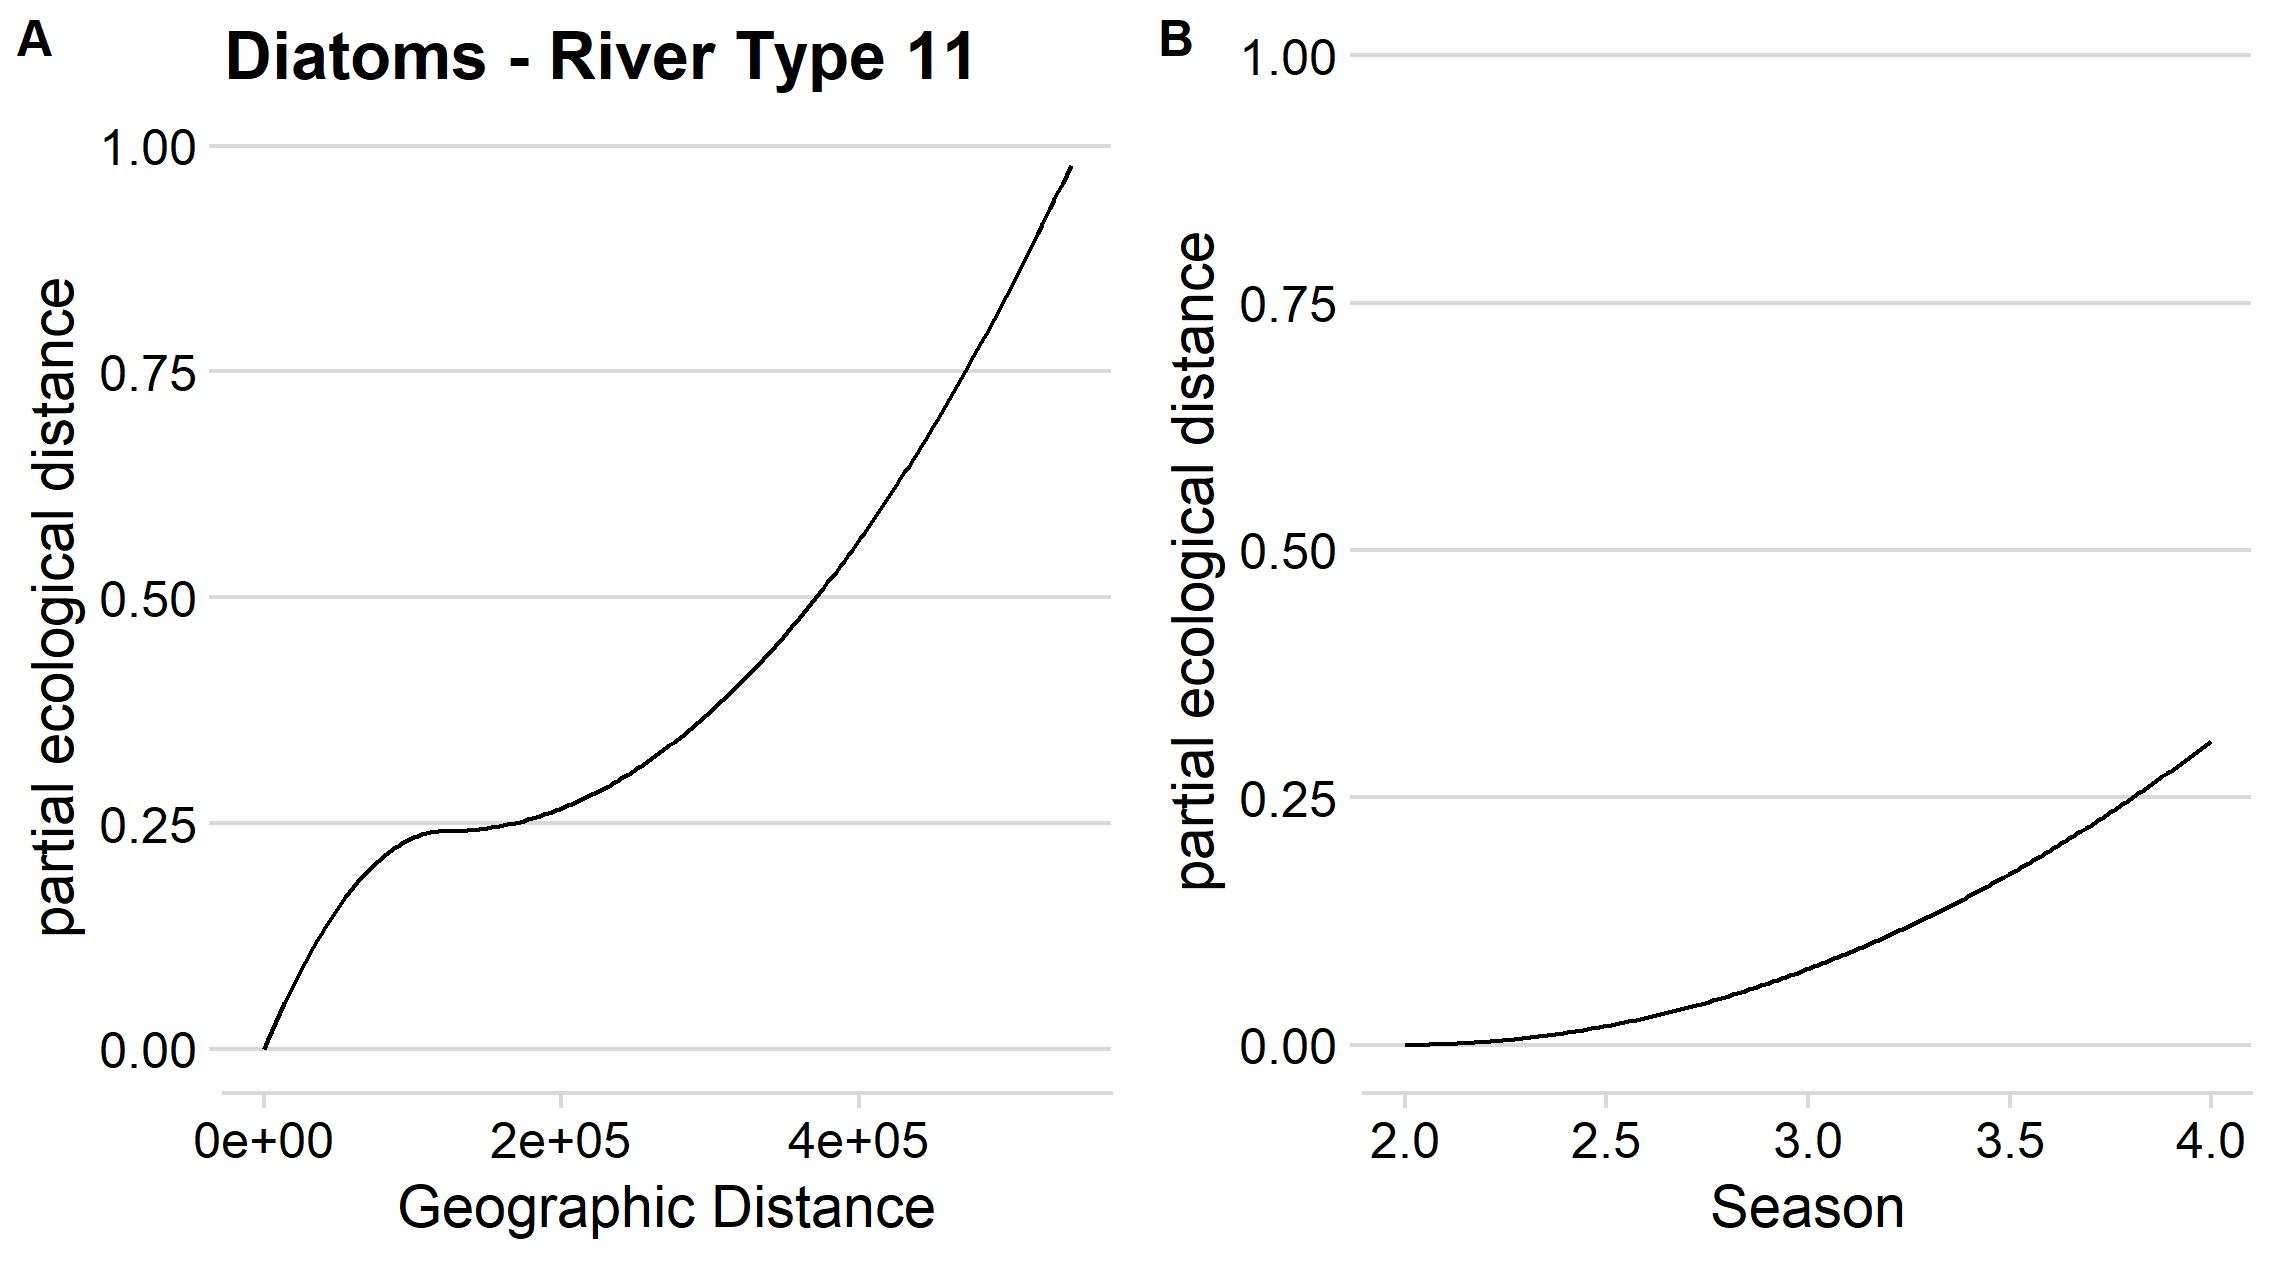 A
Diatoms - River Type 11
partial ecological distance
1.00
0.75
0.50
0.25
0.00
0e+00 2e+05 4e+05
Geographic Distance
B
partial ecological distance
1.00
0.75
0.50
0.25
0.00
2.0 2.5 3.0 3.5 4.0
Season